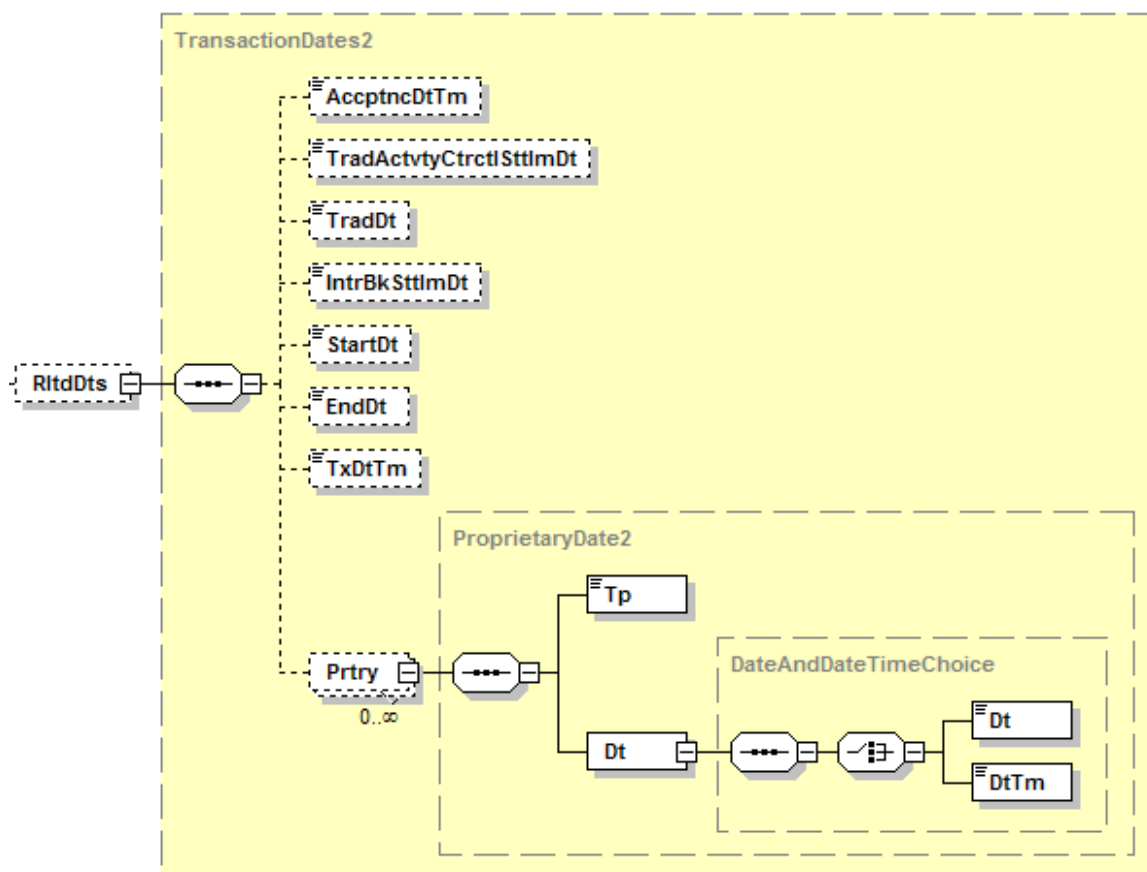 TransactionDates2
AccptncDtTm
TradActvtyCtrctlSttlmDt
TradDt
IntrBkSttlmDt
StartDt
RltdDts
EndDt
TxDtTm
ProprietaryDate2
Tp
DateAndDateTimeChoice
Prtry
0..∞
Dt
Dt
DtTm